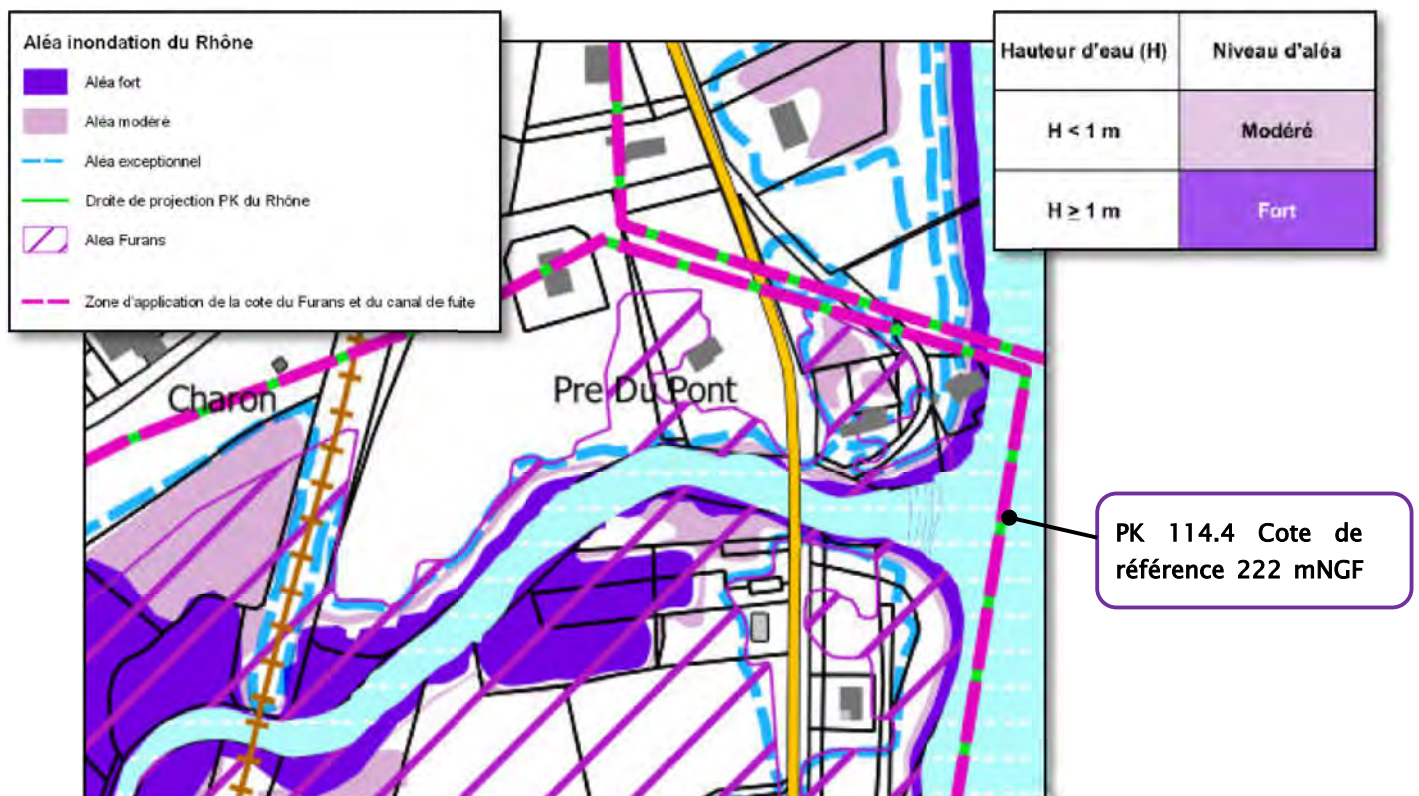 Aléa inondation du Rhône
Aléa fort
Aléa modéré
Aléa exceptionnel
Droite de projection PK du Rhône
Alea Furans
Zone d'application de la cote du Furans et du canal de fuite
Hauteur d'eau (H) Niveau d'aléa
H < 1 m Modéré
H ≥ 1 m Fort
Charon
Pre Du Pont
PK 114.4 Cote de
référence 222 mNGF